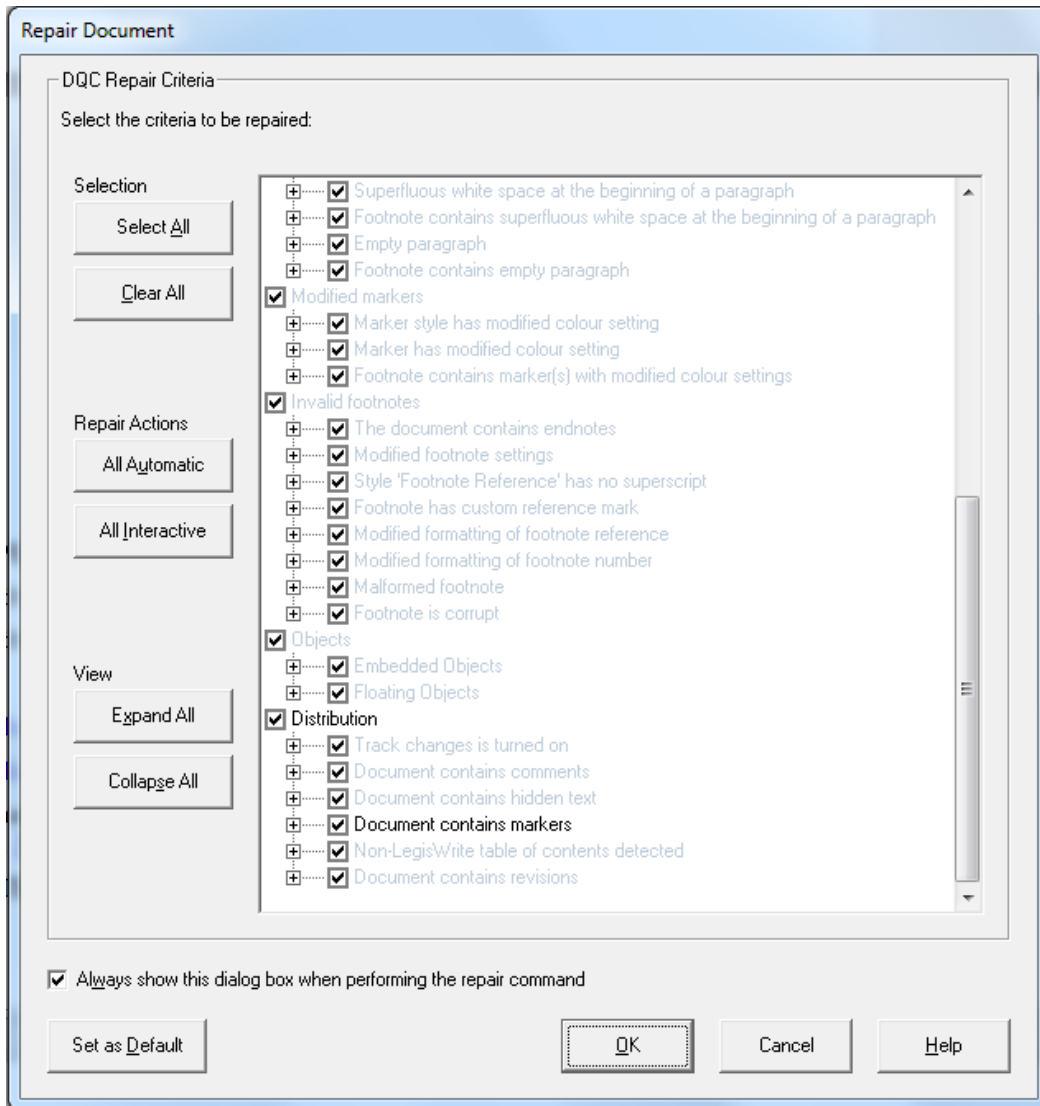 Repair Document
DQC Repair Criteria
Select the criteria to be repaired:
Selection
Select All
Clear All
Repair Actions
All Automatic
All Interactive
View
Expand All
Collapse All
Superfluous white space at the beginning of a paragraph
Footnote contains superfluous white space at the beginning of a paragraph
Empty paragraph
Footnote contains empty paragraph
Modified markers
Marker style has modified colour setting
Marker has modified colour setting
Footnote contains marker(s) with modified colour settings
Invalid footnotes
The document contains endnotes
Modified footnote settings
Style 'Footnote Reference' has no superscript
Footnote has custom reference mark
Modified formatting of footnote reference
Modified formatting of footnote number
Malformed footnote
Footnote is corrupt
Objects
Embedded Objects
Floating Objects
Distribution
Track changes is turned on
Document contains comments
Document contains hidden text
Document contains markers
Non-LegisWrite table of contents detected
Document contains revisions
Always show this dialog box when performing the repair command
Set as Default
OK
Cancel
Help